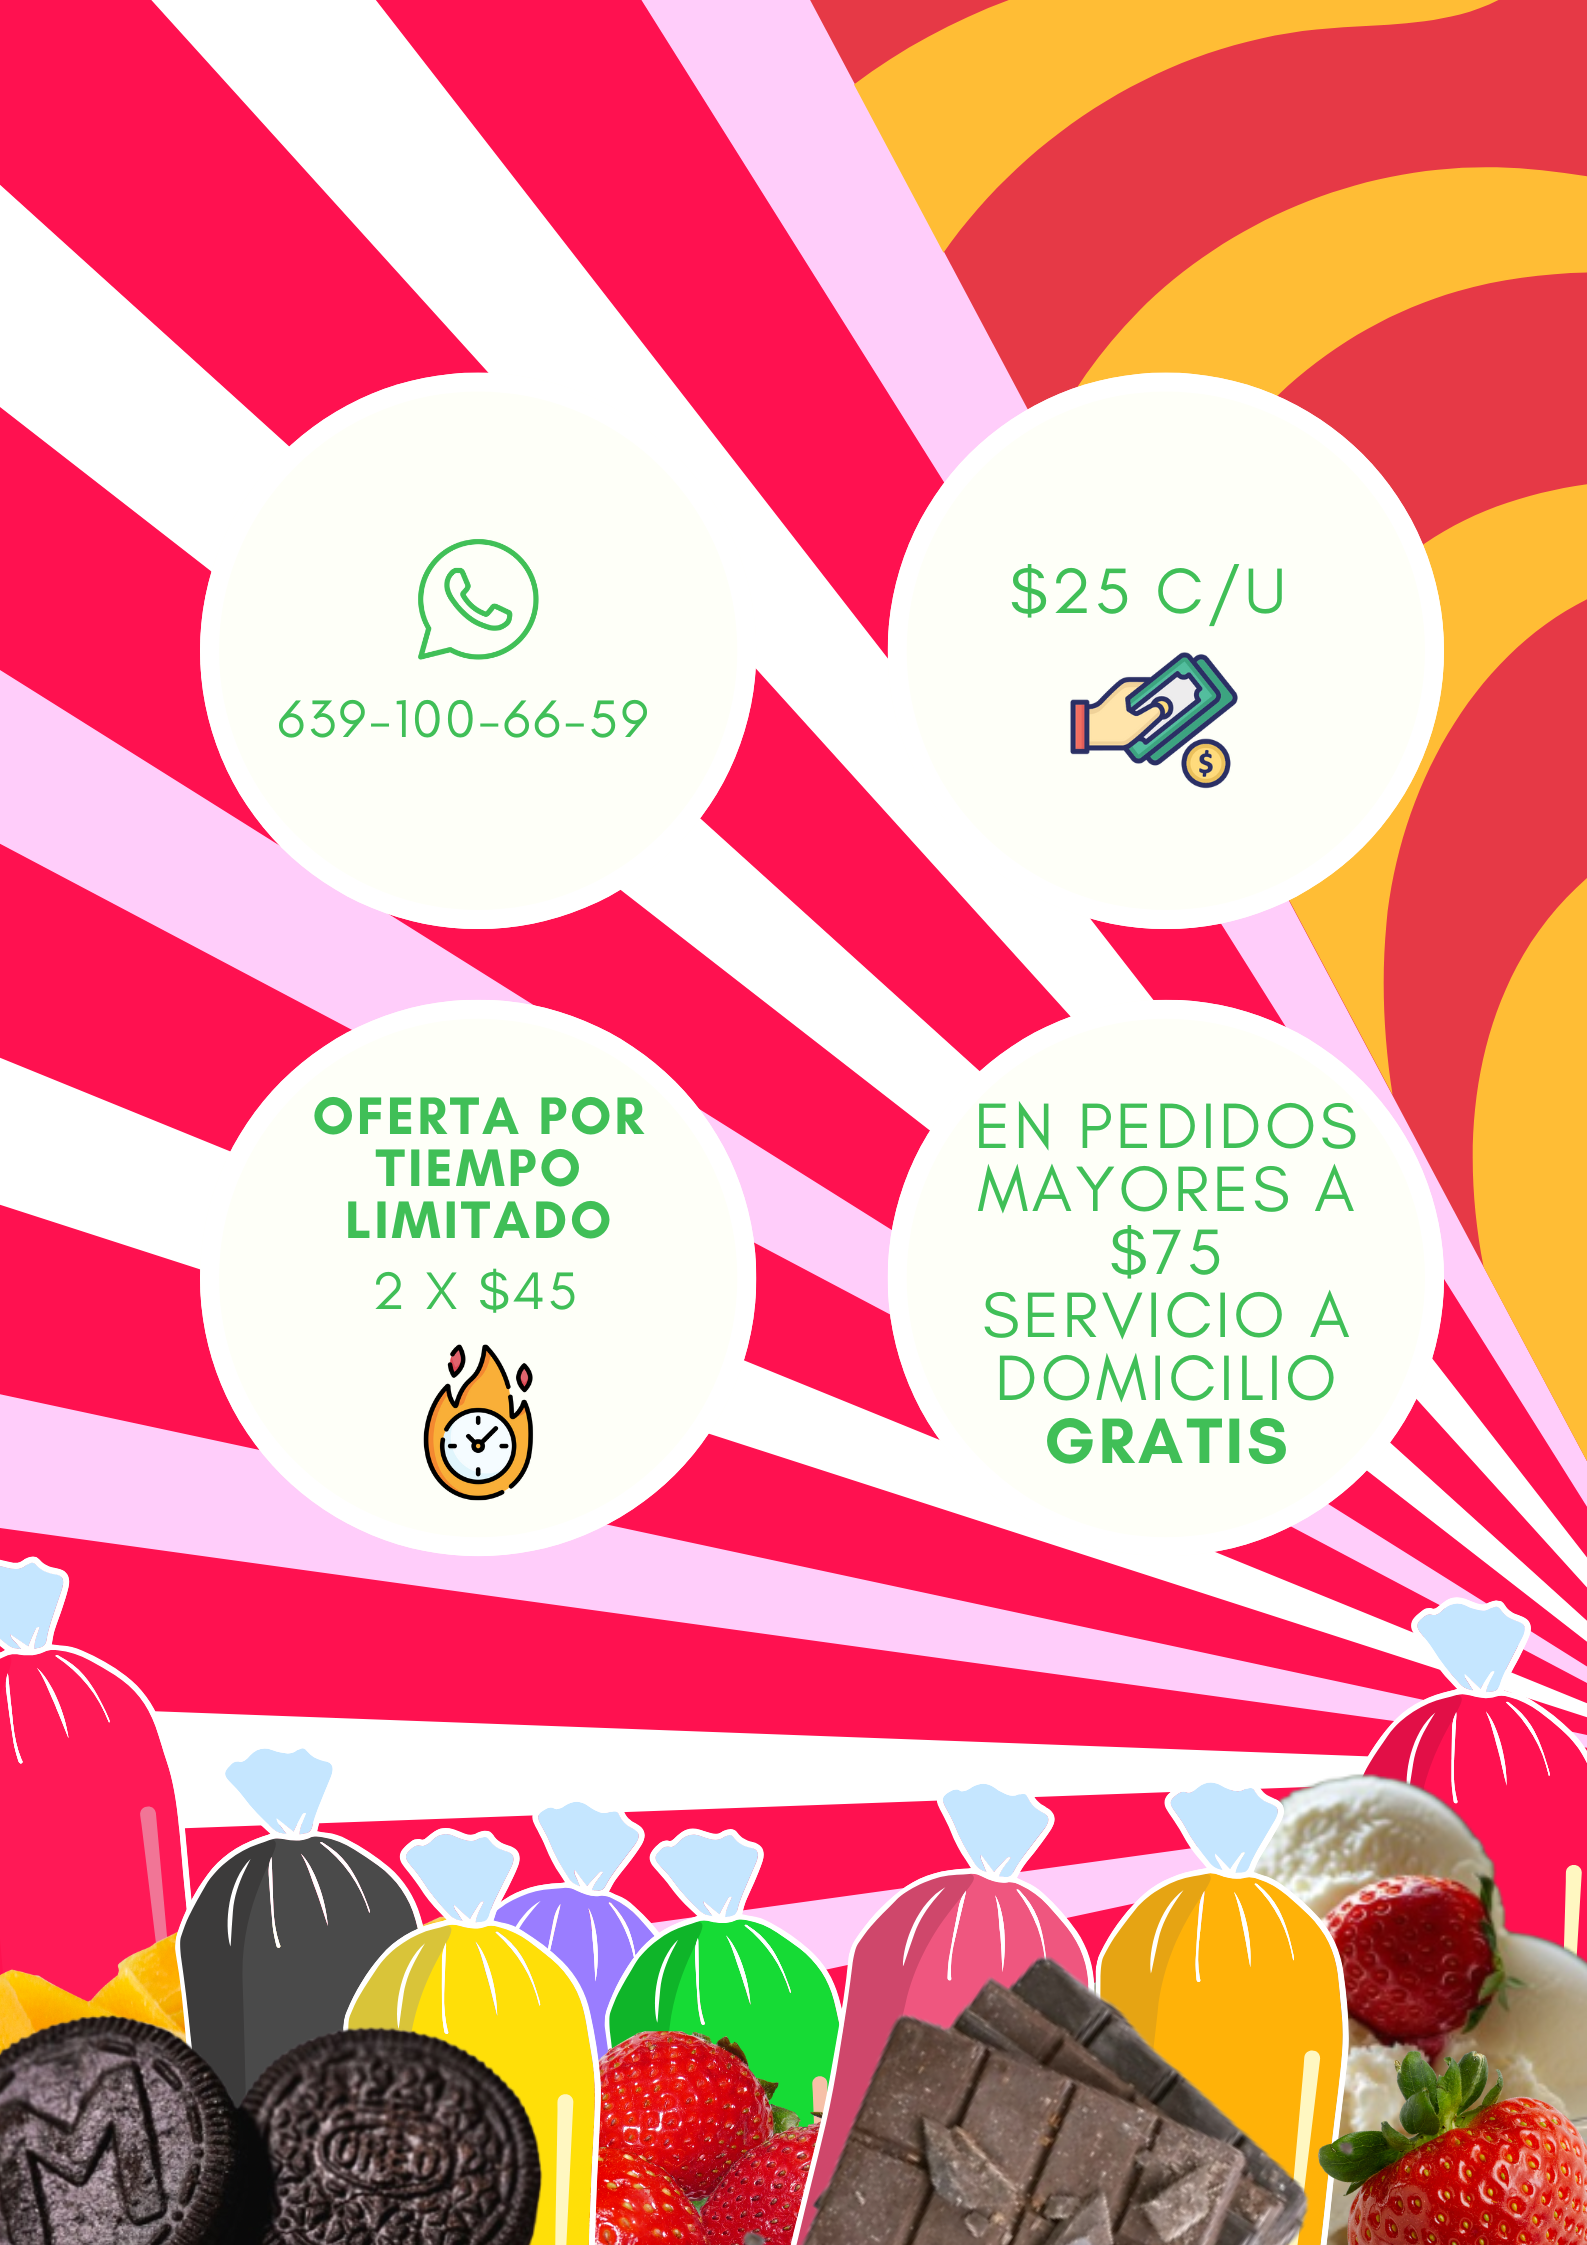 639-100-66-59
$25 C/U
$
OFERTA POR
TIEMPO
LIMITADO
2 X $45
EN PEDIDOS
MAYORES A
$75
SERVICIO A
DOMICILIO
GRATIS
OREO